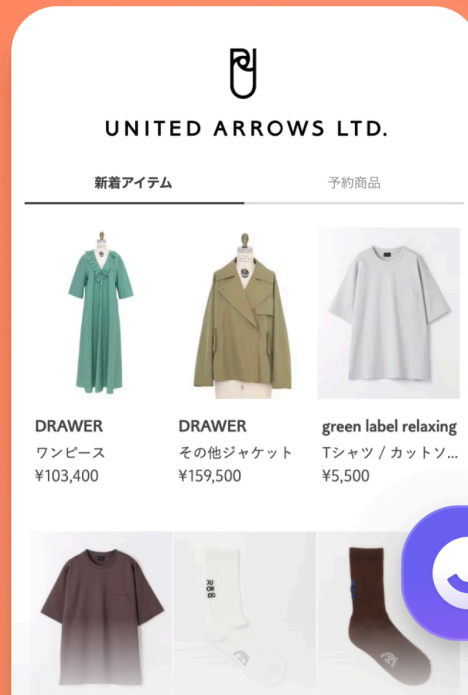 UNITED ARROWS LTD.
新着アイテム
予約商品
DRAWER
ワンピース
¥103,400
DRAWER
その他ジャケット
¥159,500
green label relaxing
Tシャツ / カットソ...
¥5,500